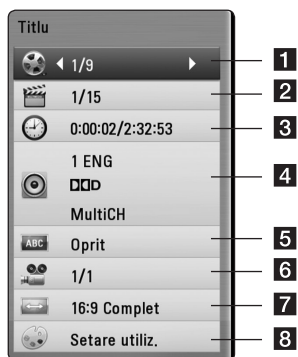 Titlu
1/9 1
1/15 2
0:00:02/2:32:53 3
1 ENG
DD D
MultiCH 4
ABC Oprit 5
1/1 6
16:9 Complet 7
Setare utiliz. 8